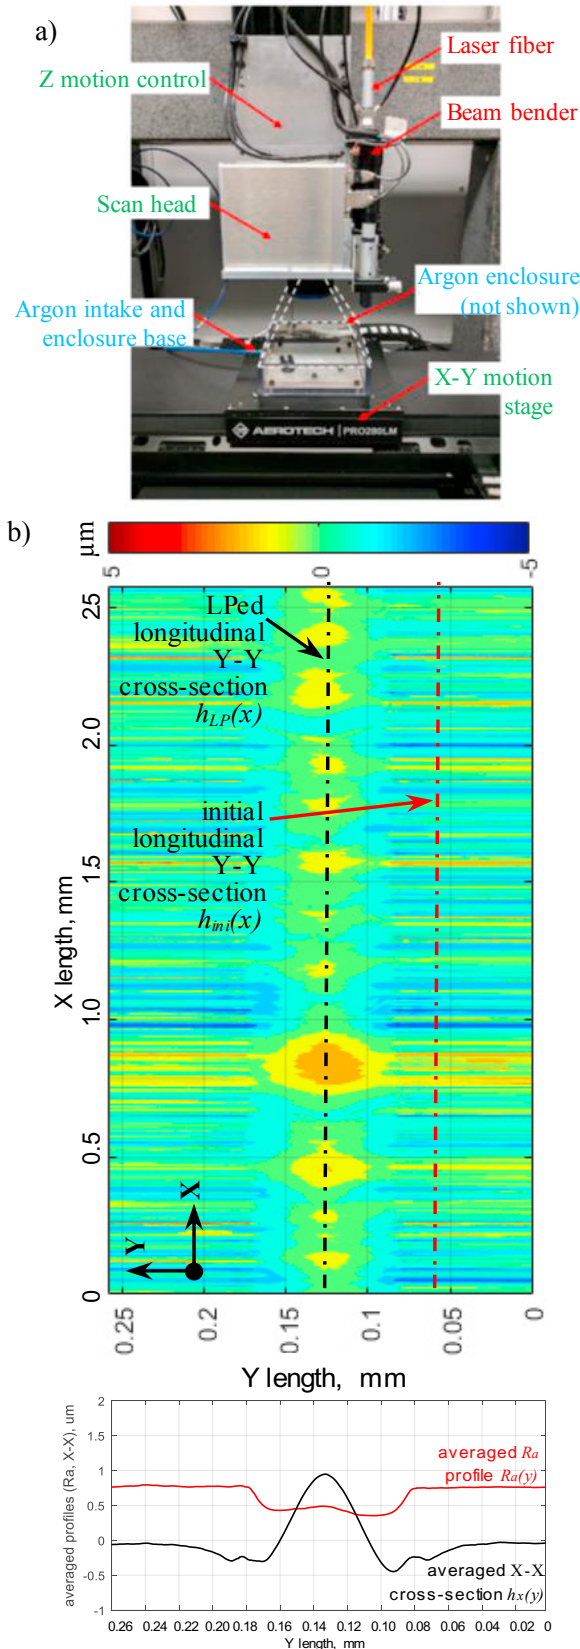 a)
Laser fiber
Z motion control
Beam bender
Scan head
Argon enclosure
(not shown)
Argon intake and
enclosure base
X-Y motion
stage
AEROTECH | PRO280LM
b)
μm
5
0
-5
LPed
longitudinal
Y-Y
cross-section
hLP(x)
initial
longitudinal
Y-Y
cross-section
hini(x)
X length, mm
2.5
2.0
1.5
1.0
0.5
0
X
Y
0.25
0.2
0.15
0.1
0.05
0
Y length, mm
averaged profiles (Ra, X-X), um
2
1.5
1
0.5
0
-0.5
-1
averaged Ra
profile Ra(y)
averaged X-X
cross-section hx(y)
0.26 0.24 0.22 0.20 0.18 0.16 0.14 0.12 0.10 0.08 0.06 0.04 0.02 0
Y length, mm